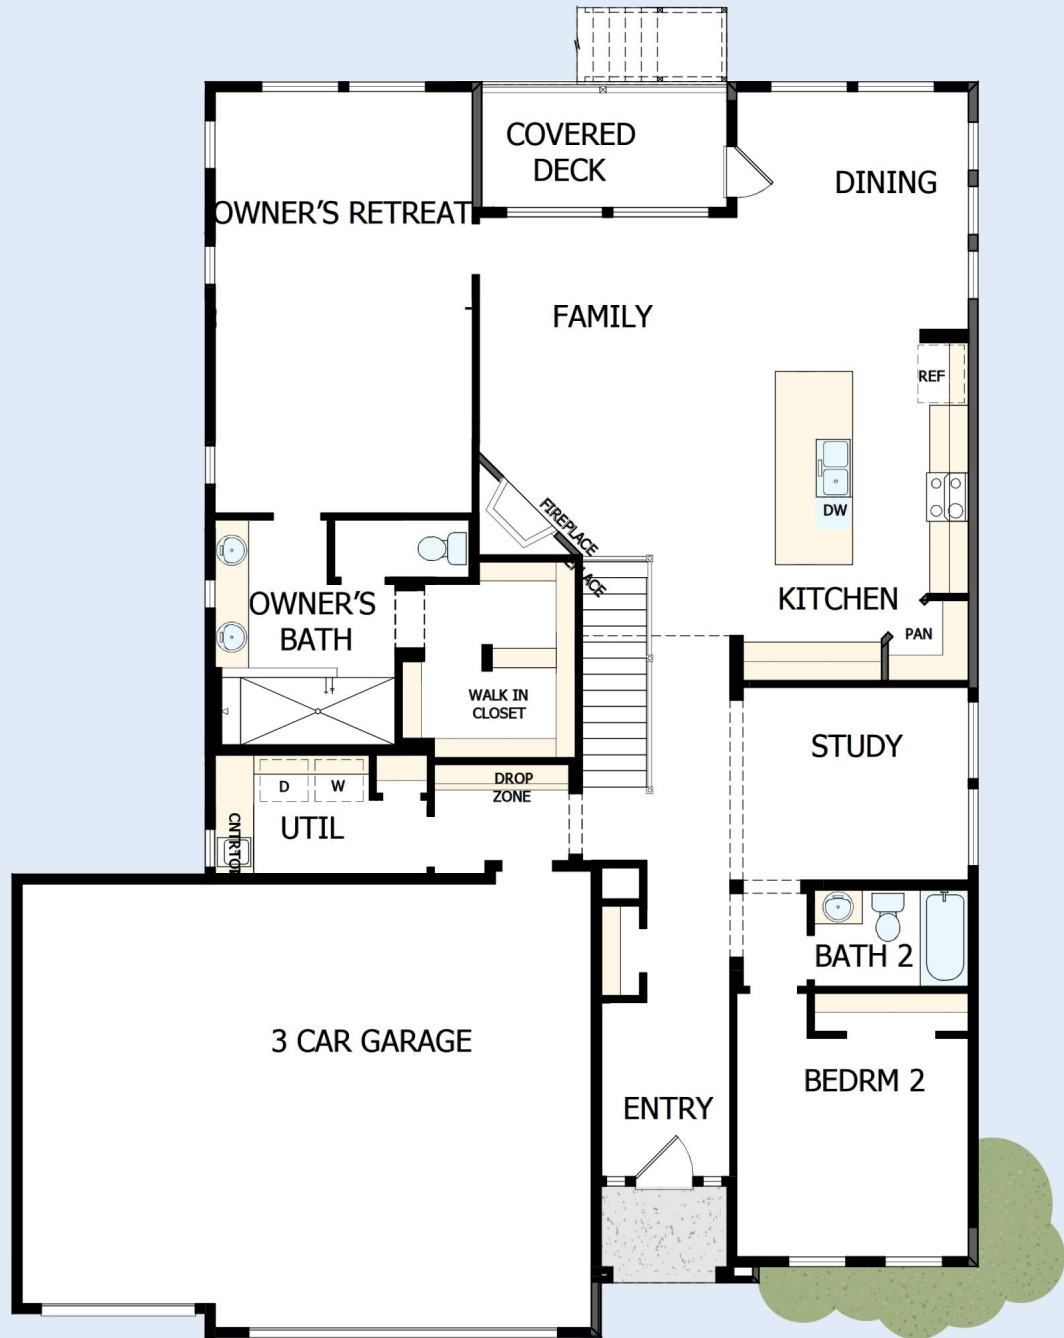 COVERED
DECK
DINING
OWNER'S RETREAT
FAMILY
REF
DW
FIREPLACE
KITCHEN
PAN
OWNER'S
BATH
WALK IN
CLOSET
STUDY
DROP
ZONE
D
W
UTIL
BATH 2
3 CAR GARAGE
BEDRM 2
ENTRY